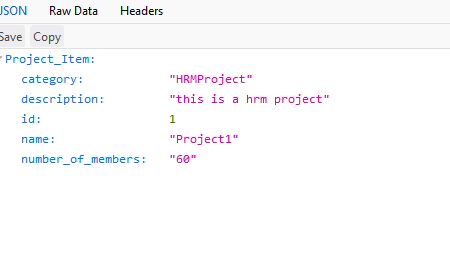 JSON Raw Data Headers
Save Copy
Project_Item:
category: "HRMProject"
description: "this is a hrm project"
id: 1
name: "Project1"
number_of_members: "60"